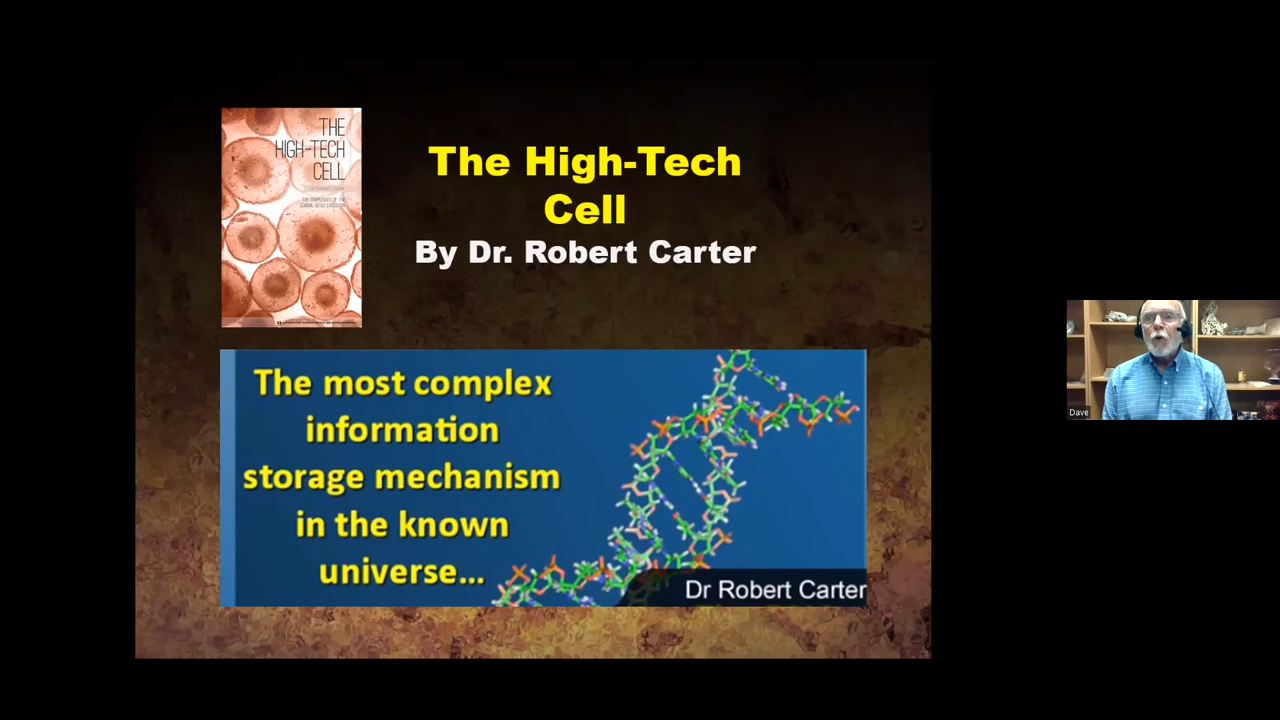 THE
HIGH-TECH
CELL
The High-Tech
Cell
By Dr. Robert Carter
The most complex
information
storage mechanism
in the known
universe...
Dr Robert Carter
Dave